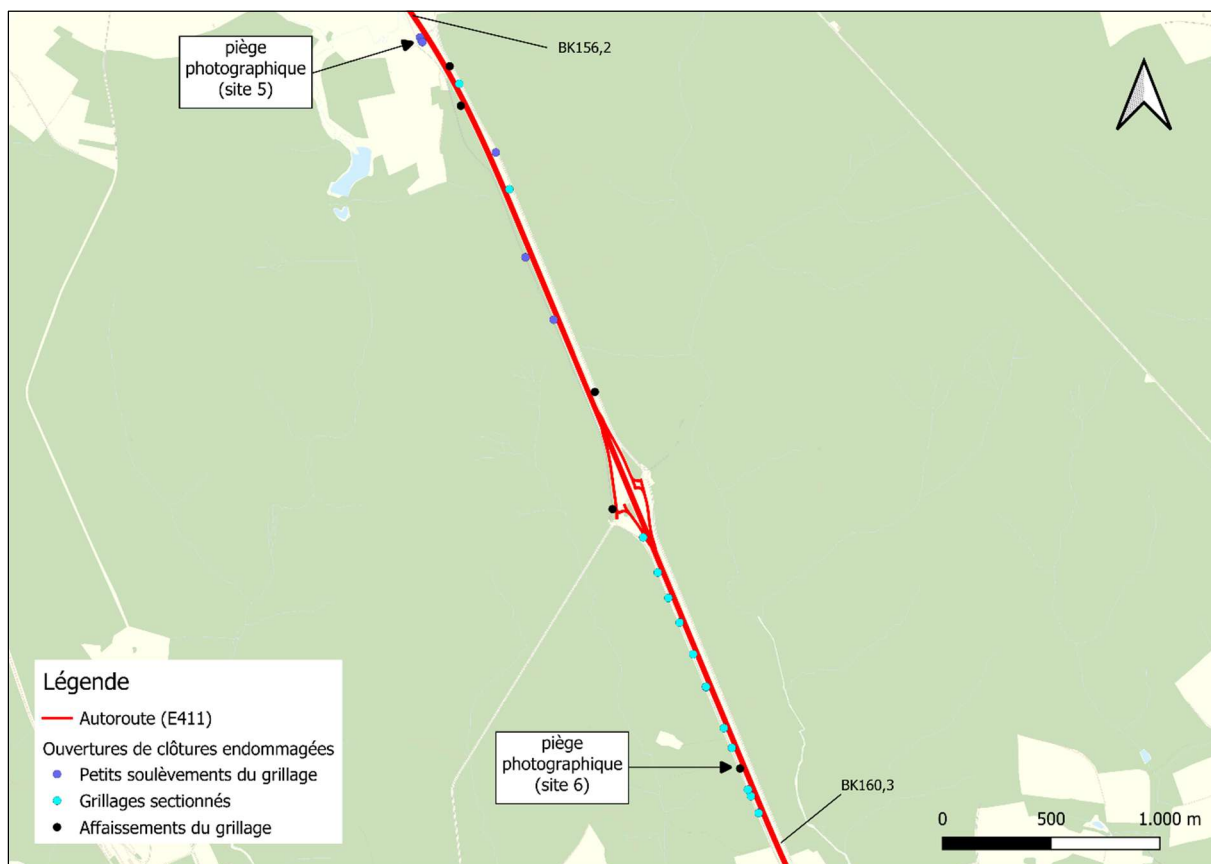 piège
photographique
(site 5)
BK156,2
piège
photographique
(site 6)
BK160,3
Légende
Autoroute (E411)
Ouvertures de clôtures endommagées
Petits soulèvements du grillage
Grillages sectionnés
Affaissements du grillage
0 500 1.000 m